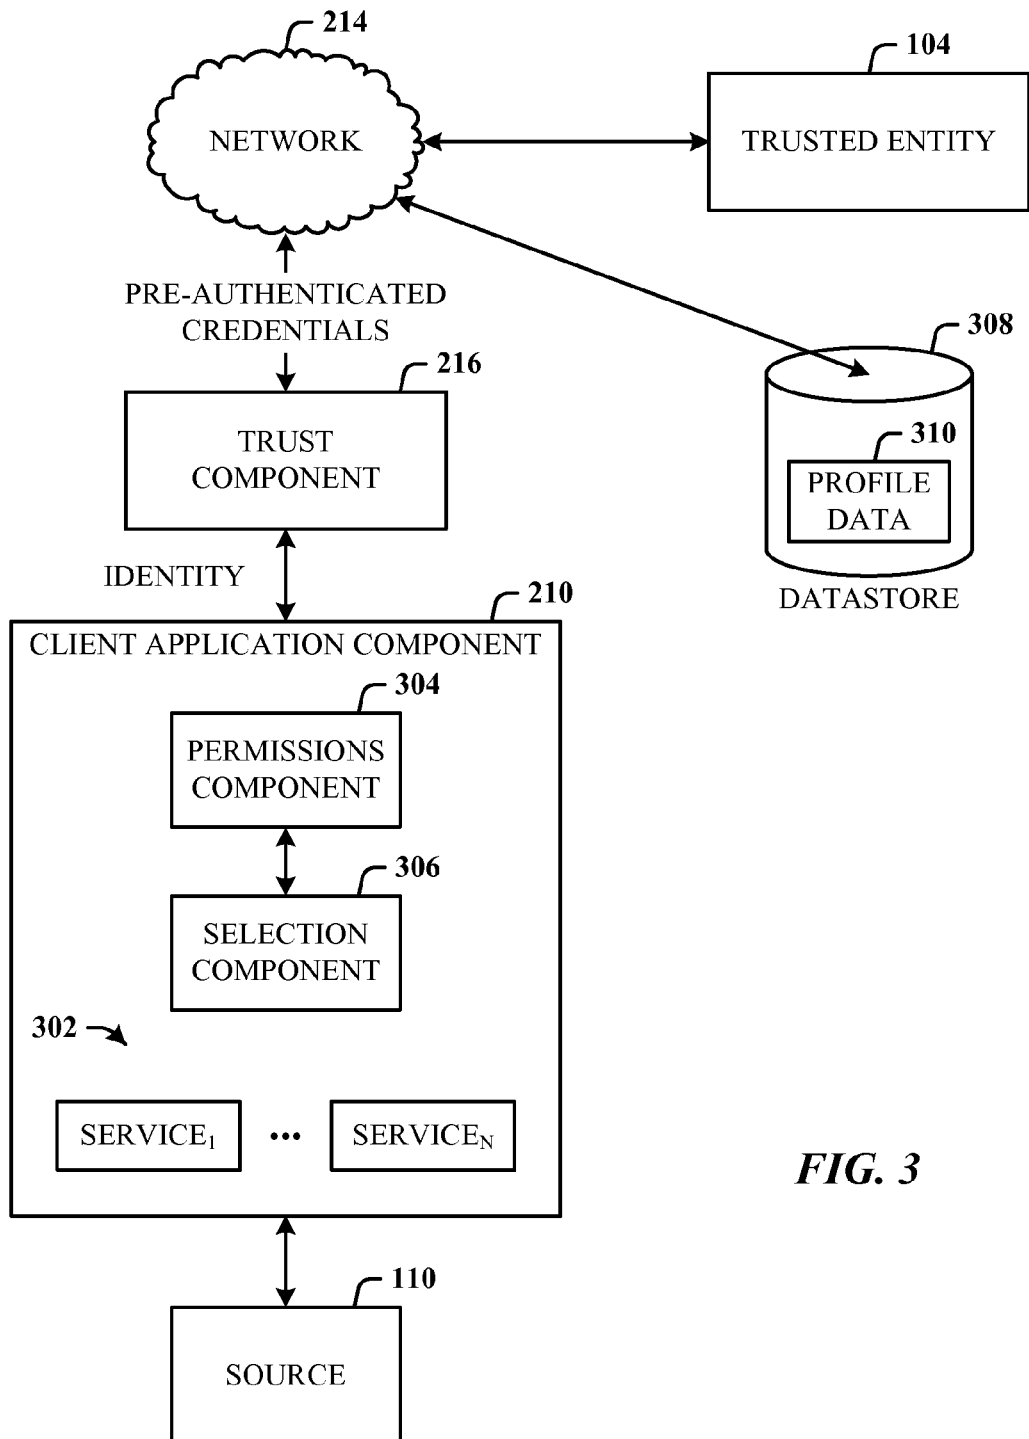 214
104
NETWORK
TRUSTED ENTITY
PRE-AUTHENTICATED
CREDENTIALS
308
216
310
TRUST
COMPONENT
PROFILE
DATA
IDENTITY
DATASTORE
210
CLIENT APPLICATION COMPONENT
304
PERMISSIONS
COMPONENT
306
SELECTION
COMPONENT
302
SERVICE₁ ••• SERVICE_N
FIG. 3
110
SOURCE